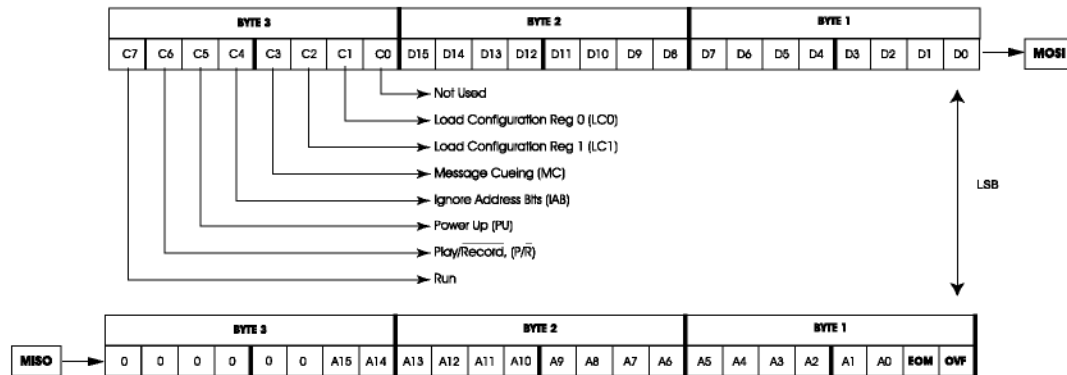 BYTE 3 BYTE 2 BYTE 1
C7 C6 C5 C4 C3 C2 C1 C0 D15 D14 D13 D12 D11 D10 D9 D8 D7 D6 D5 D4 D3 D2 D1 D0 MOSI
Not Used
Load Configuration Reg 0 (LC0)
Load Configuration Reg 1 (LC1)
Message Cueing (MC)
LSB
Ignore Address Bits (IAB)
Power Up (PU)
Play/Record, (P/R)
Run
BYTE 3 BYTE 2 BYTE 1
MISO 0 0 0 0 0 0 A15 A14 A13 A12 A11 A10 A9 A8 A7 A6 A5 A4 A3 A2 A1 A0 EOM OVF